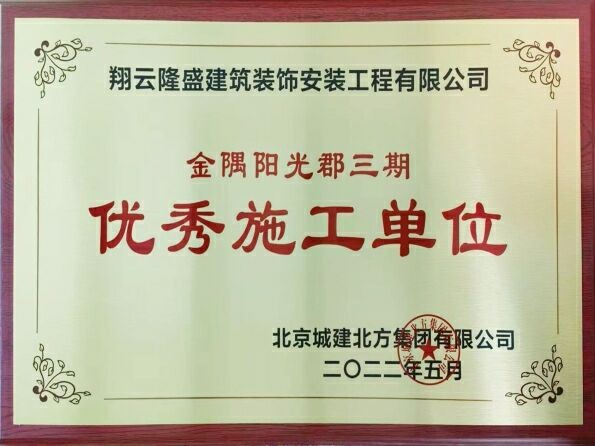 翔云隆盛建筑装饰安装工程有限公司
金隅阳光郡三期
优秀施工单位
北京城建北方集团有限公司
二〇二二年五月